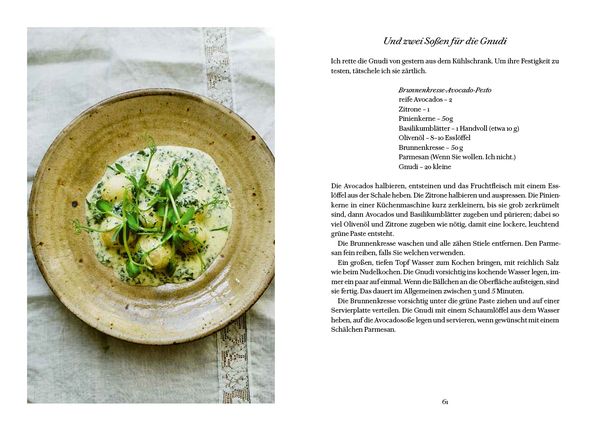 Und zwei Soßen für die Gnudi
Ich rette die Gnudi von gestern aus dem Kühlschrank. Um ihre Festigkeit zu
testen, tätschele ich sie zärtlich.
Brunnenkresse-Avocado-Pesto
reife Avocados – 2
Zitrone – 1
Pinienkerne – 50g
Basilikumblätter – 1 Handvoll (etwa 10 g)
Olivenöl – 8–10 Esslöffel
Brunnenkresse – 50 g
Parmesan (Wenn Sie wollen. Ich nicht.)
Gnudi – 20 kleine
Die Avocados halbieren, entsteinen und das Fruchtfleisch mit einem Ess-
löffel aus der Schale heben. Die Zitrone halbieren und auspressen. Die Pinien-
kerne in einer Küchenmaschine kurz zerkleinern, bis sie grob zerkrümelt
sind, dann Avocados und Basilikumblätter zugeben und pürieren; dabei so
viel Olivenöl und Zitrone zugeben wie nötig, damit eine lockere, leuchtend
grüne Paste entsteht.
Die Brunnenkresse waschen und alle zähen Stiele entfernen. Den Parme-
san fein reiben, falls Sie welchen verwenden.
Ein großen, tiefen Topf Wasser zum Kochen bringen, mit reichlich Salz
wie beim Nudelkochen. Die Gnudi vorsichtig ins kochende Wasser legen, im-
mer ein paar auf einmal. Wenn die Bällchen an die Oberfläche aufsteigen, sind
sie fertig. Das dauert im Allgemeinen zwischen 3 und 5 Minuten.
Die Brunnenkresse vorsichtig unter die grüne Paste ziehen und auf einer
Servierplatte verteilen. Die Gnudi mit einem Schaumlöffel aus dem Wasser
heben, auf die Avocadosoße legen und servieren, wenn gewünscht mit einem
Schälchen Parmesan.
61